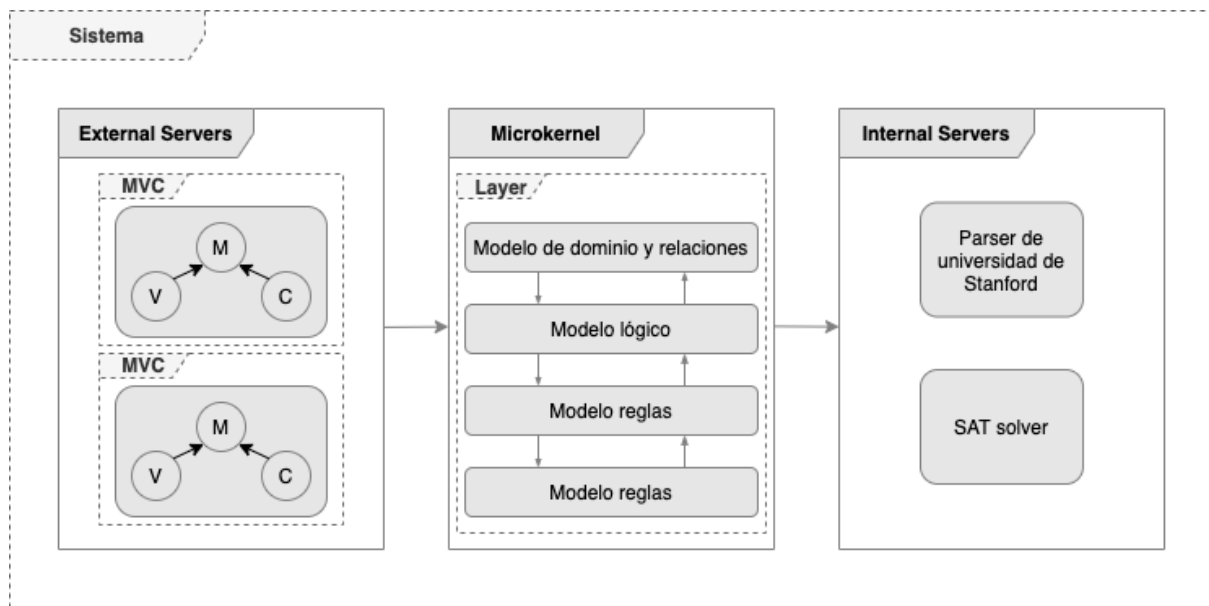 Sistema
External Servers
MVC
M
V
C
MVC
M
V
C
Microkernel
Layer
Modelo de dominio y relaciones
Modelo lógico
Modelo reglas
Modelo reglas
Internal Servers
Parser de
universidad de
Stanford
SAT solver